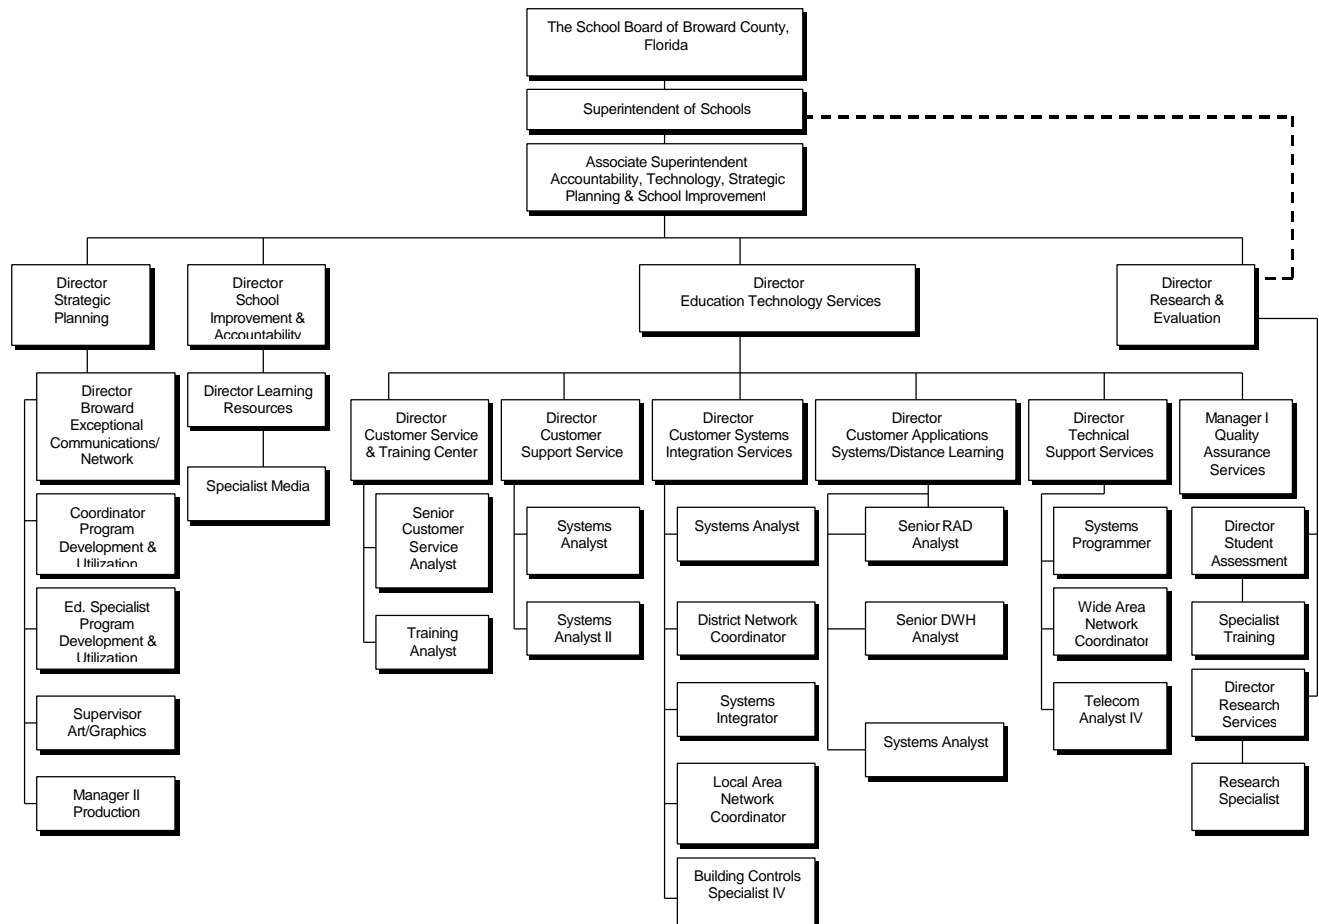 The School Board of Broward County,
Florida
Superintendent of Schools
Associate Superintendent
Accountability, Technology, Strategic
Planning & School Improvement
Director
Strategic
Planning
Director
School
Improvement &
Accountability
Director
Education Technology Services
Director
Research &
Evaluation
Director
Broward
Exceptional
Communications/
Network
Director Learning
Resources
Director
Customer Service
& Training Center
Director
Customer
Support Service
Director
Customer Systems
Integration Services
Director
Customer Applications
Systems/Distance Learning
Director
Technical
Support Services
Manager I
Quality
Assurance
Services
Coordinator
Program
Development &
Utilization
Specialist Media
Senior
Customer
Service
Analyst
Systems
Analyst
Systems Analyst
Senior RAD
Analyst
Systems
Programmer
Director
Student
Assessment
Ed. Specialist
Program
Development &
Utilization
Training
Analyst
Systems
Analyst II
District Network
Coordinator
Senior DWH
Analyst
Wide Area
Network
Coordinator
Specialist
Training
Supervisor
Art/Graphics
Systems
Integrator
Systems Analyst
Telecom
Analyst IV
Director
Research
Services
Manager II
Production
Local Area
Network
Coordinator
Research
Specialist
Building Controls
Specialist IV